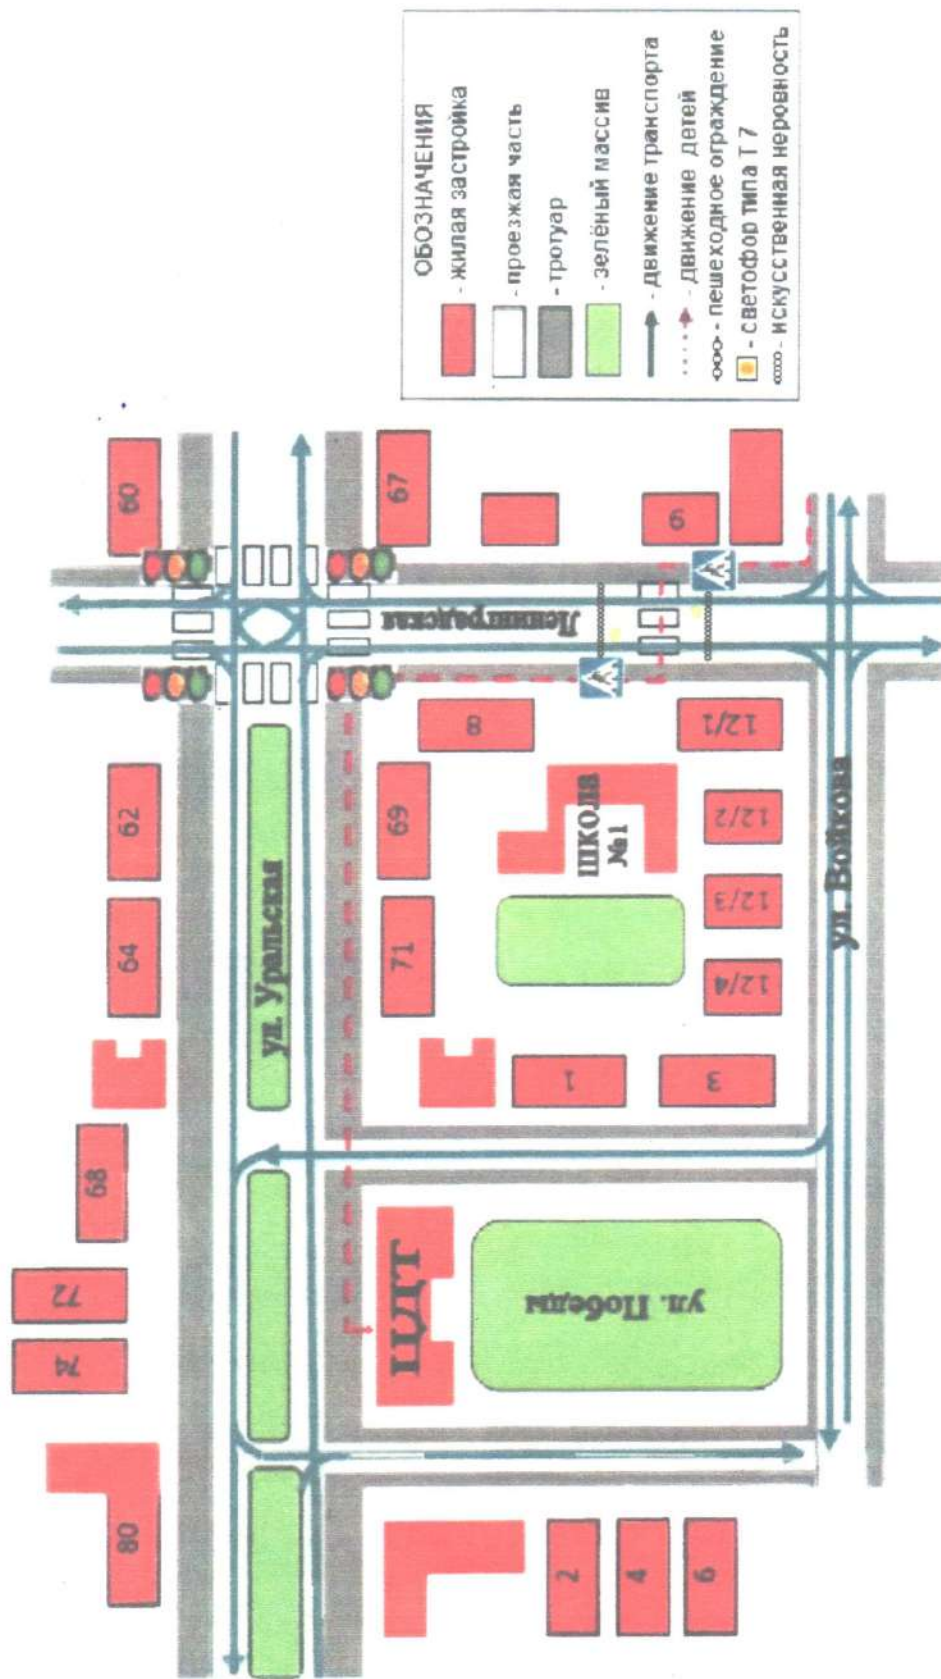 80
74
72
68
64
62
60
ул. Уральская
ЦДТ
71
69
67
2
4
6
ул. Победы
1
3
8
ШКОЛА
№1
12/4
12/3
12/2
12/1
Ленинградская
9
ул. Войкова
ОБОЗНАЧЕНИЯ
- жилая застройка
- проезжая часть
- тротуар
- зелёный массив
- движение транспорта
- движение детей
- пешеходное ограждение
- светофор типа Т 7
- искусственная неровность